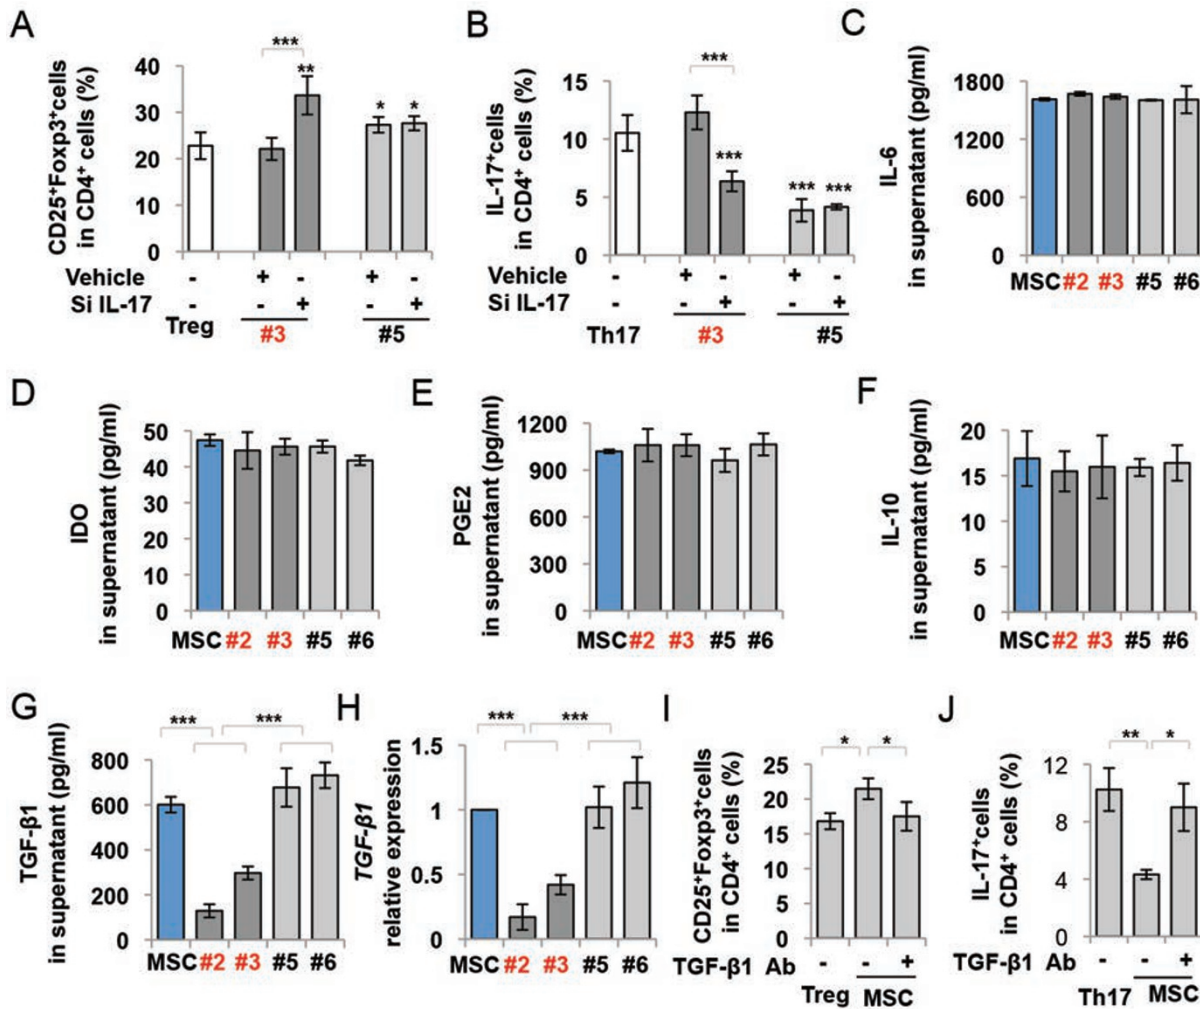 A
CD25⁺Foxp3⁺cells
in CD4⁺ cells (%)
40
30
20
10
0
***
**
*
*
Vehicle - + - + -
Si IL-17 - - + - +
Treg #3 #5
B
IL-17⁺cells
in CD4⁺ cells (%)
15
10
5
0
***
***
*** ***
Vehicle - + - + -
Si IL-17 - - + - +
Th17 #3 #5
C
IL-6
in supernatant (pg/ml)
1800
1200
600
0
MSC #2 #3 #5 #6
D
IDO
in supernatant (pg/ml)
50
40
30
20
10
0
MSC #2 #3 #5 #6
E
PGE2
in supernatant (pg/ml)
1200
900
600
300
0
MSC #2 #3 #5 #6
F
IL-10
in supernatant (pg/ml)
20
15
10
5
0
MSC #2 #3 #5 #6
G
TGF-β1
in supernatant (pg/ml)
800
600
400
200
0
*** ***
MSC #2 #3 #5 #6
H
TGF-β1
relative expression
1.5
1
0.5
0
*** ***
MSC #2 #3 #5 #6
I
CD25⁺Foxp3⁺cells
in CD4⁺ cells (%)
25
20
15
10
5
0
* *
TGF-β1 Ab - - +
Treg MSC
J
IL-17⁺cells
in CD4⁺ cells (%)
12
8
4
0
** *
TGF-β1 Ab - - +
Th17 MSC